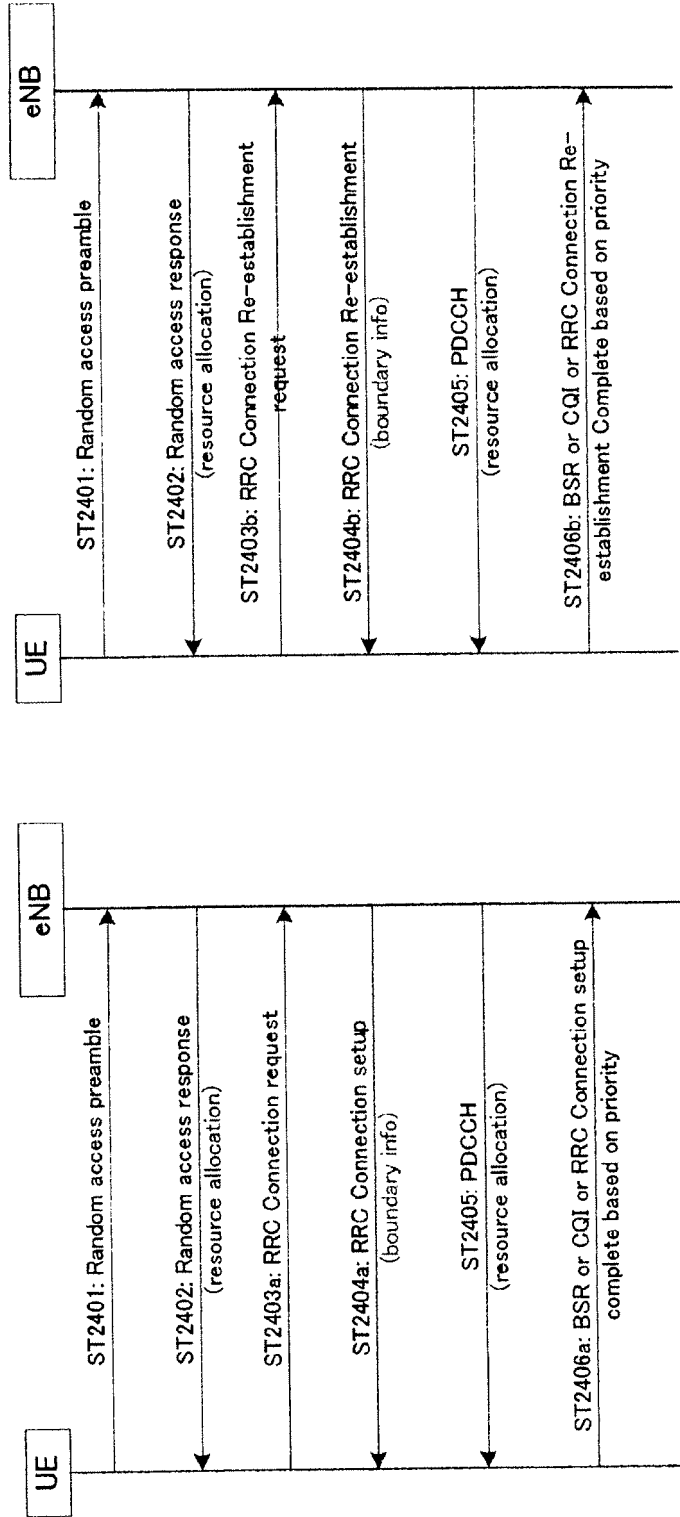 UE
eNB
ST2401: Random access preamble
ST2402: Random access response
(resource allocation)
ST2403a: RRC Connection request
ST2404a: RRC Connection setup
(boundary info)
ST2405: PDCCH
(resource allocation)
ST2406a: BSR or CQI or RRC Connection setup
complete based on priority
UE
eNB
ST2401: Random access preamble
ST2402: Random access response
(resource allocation)
ST2403b: RRC Connection Re-establishment
request
ST2404b: RRC Connection Re-establishment
(boundary info)
ST2405: PDCCH
(resource allocation)
ST2406b: BSR or CQI or RRC Connection Re-
establishment Complete based on priority